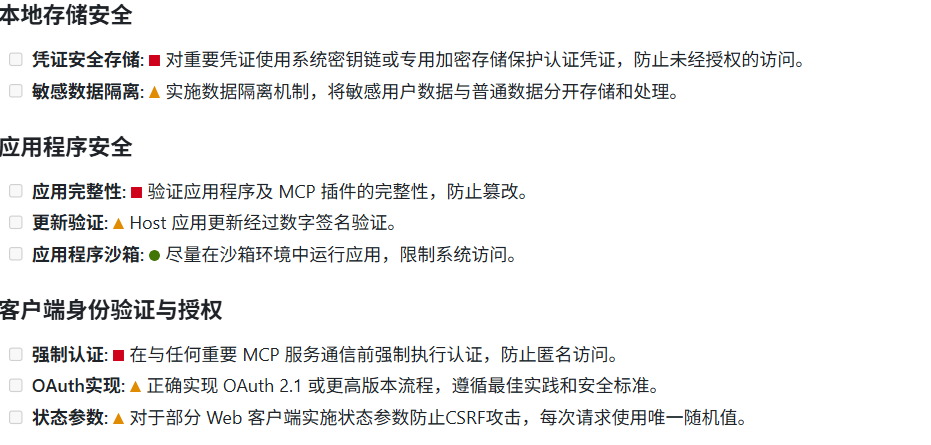 本地存储安全
凭证安全存储: 对重要凭证使用系统密钥链或专用加密存储保护认证凭证，防止未经授权的访问。
敏感数据隔离: 实施数据隔离机制，将敏感用户数据与普通数据分开存储和处理。
应用程序安全
应用完整性: 验证应用程序及 MCP 插件的完整性，防止篡改。
更新验证: Host 应用更新经过数字签名验证。
应用程序沙箱: 尽量在沙箱环境中运行应用，限制系统访问。
客户端身份验证与授权
强制认证: 在与任何重要 MCP 服务通信前强制执行认证，防止匿名访问。
OAuth实现: 正确实现 OAuth 2.1 或更高版本流程，遵循最佳实践和安全标准。
状态参数: 对于部分 Web 客户端实施状态参数防止CSRF攻击，每次请求使用唯一随机值。